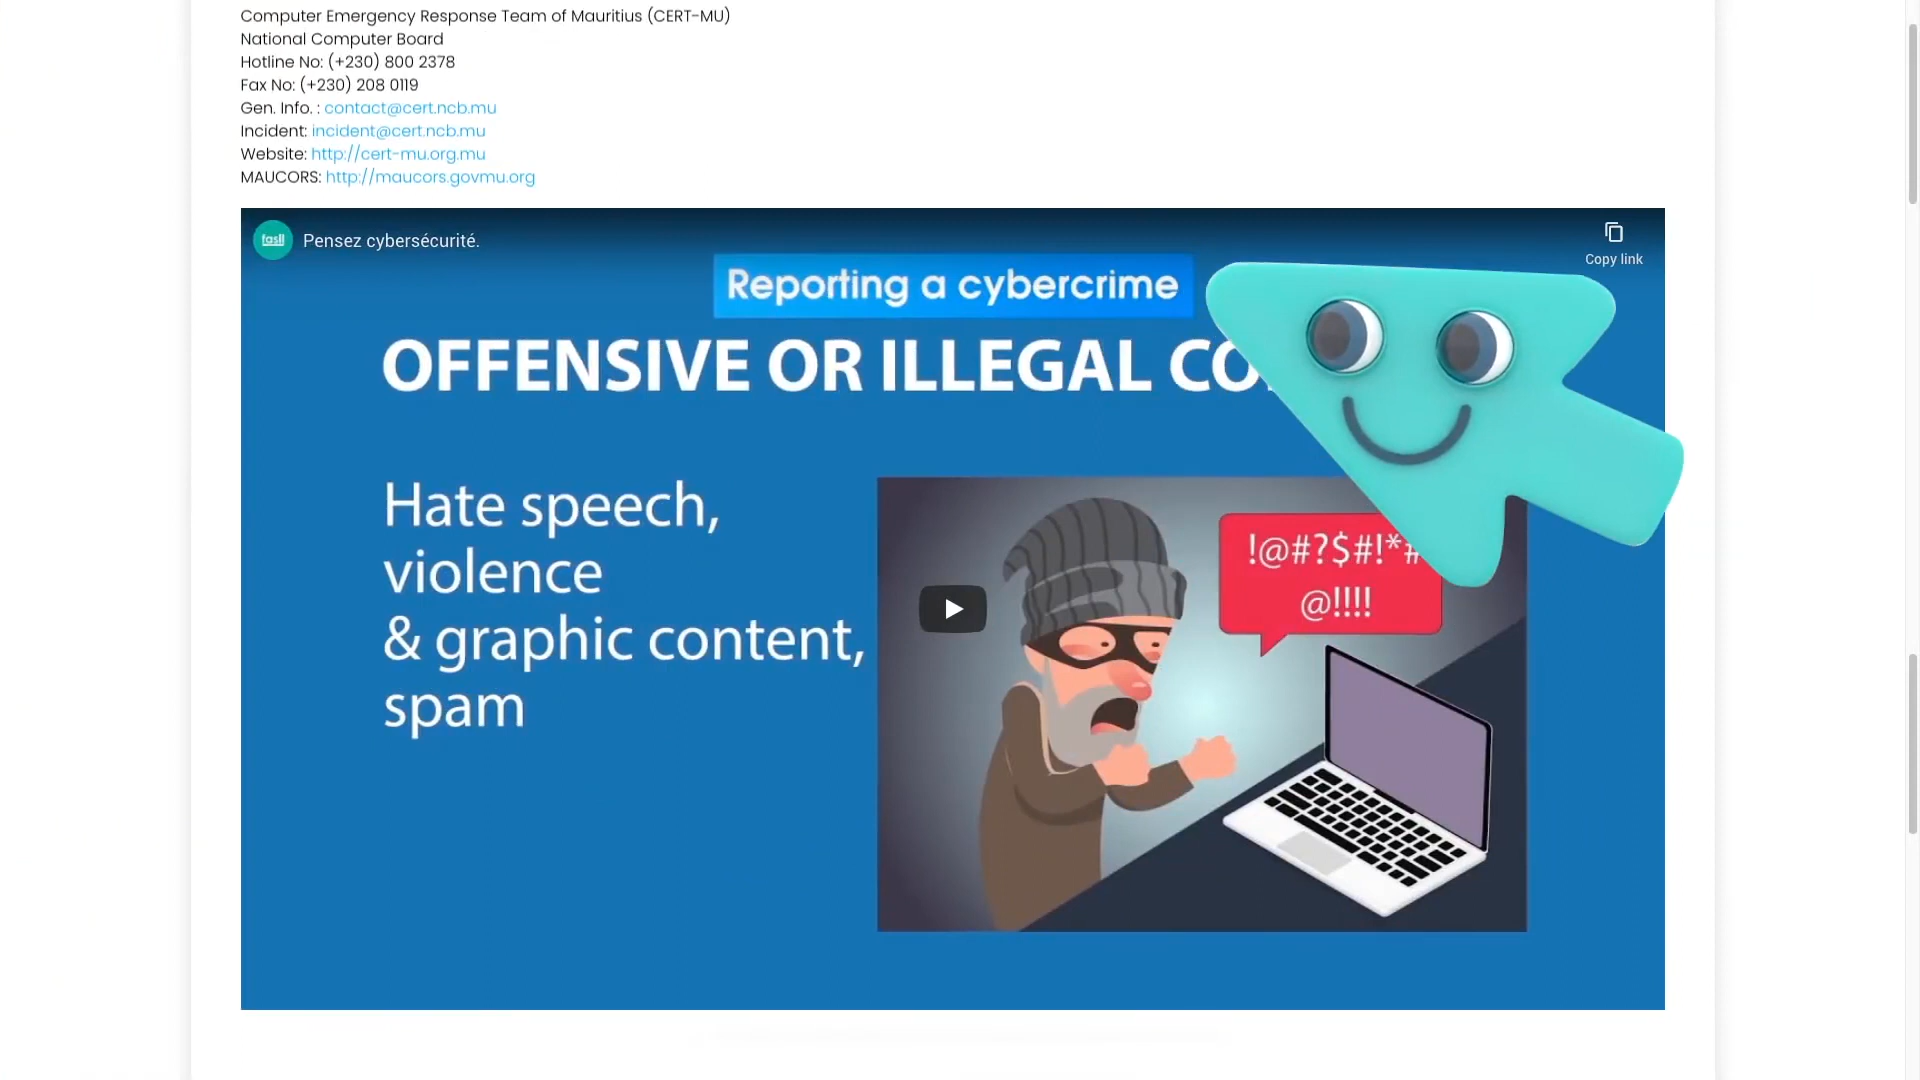 Computer Emergency Response Team of Mauritius (CERT-MU)
National Computer Board
Hotline No: (+230) 800 2378
Fax No: (+230) 208 0119
Gen. Info. : contact@cert.ncb.mu
Incident: incident@cert.ncb.mu
Website: http://cert-mu.org.mu
MAUCORS: http://maucors.govmu.org
fasll
Pensez cybersécurité.
Copy link
Reporting a cybercrime
OFFENSIVE OR ILLEGAL
Hate speech,
violence
& graphic content,
spam
!@#?$#!*#
@!!!!